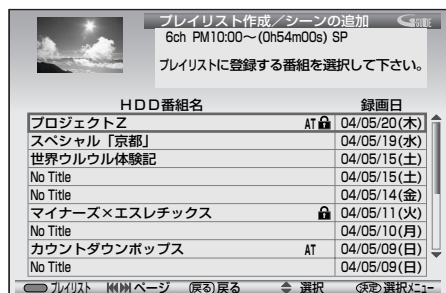 プレイリスト作成／シーンの追加 GGUIDE
6ch PM10:00～(0h54m00s) SP
プレイリストに登録する番組を選択して下さい。
HDD番組名 録画日
プロジェクトZ AT 04/05/20(木)
スペシャル「京都」 04/05/19(水)
世界ウルウル体験記 04/05/15(土)
No Title 04/05/15(土)
No Title 04/05/14(金)
マイナーズ×エスレチックス 04/05/11(火)
No Title 04/05/10(月)
カウントダウンポップス AT 04/05/09(日)
No Title 04/05/09(日)
プレイリスト ページ 戻る 戻る 選択 決定 選択メニュー